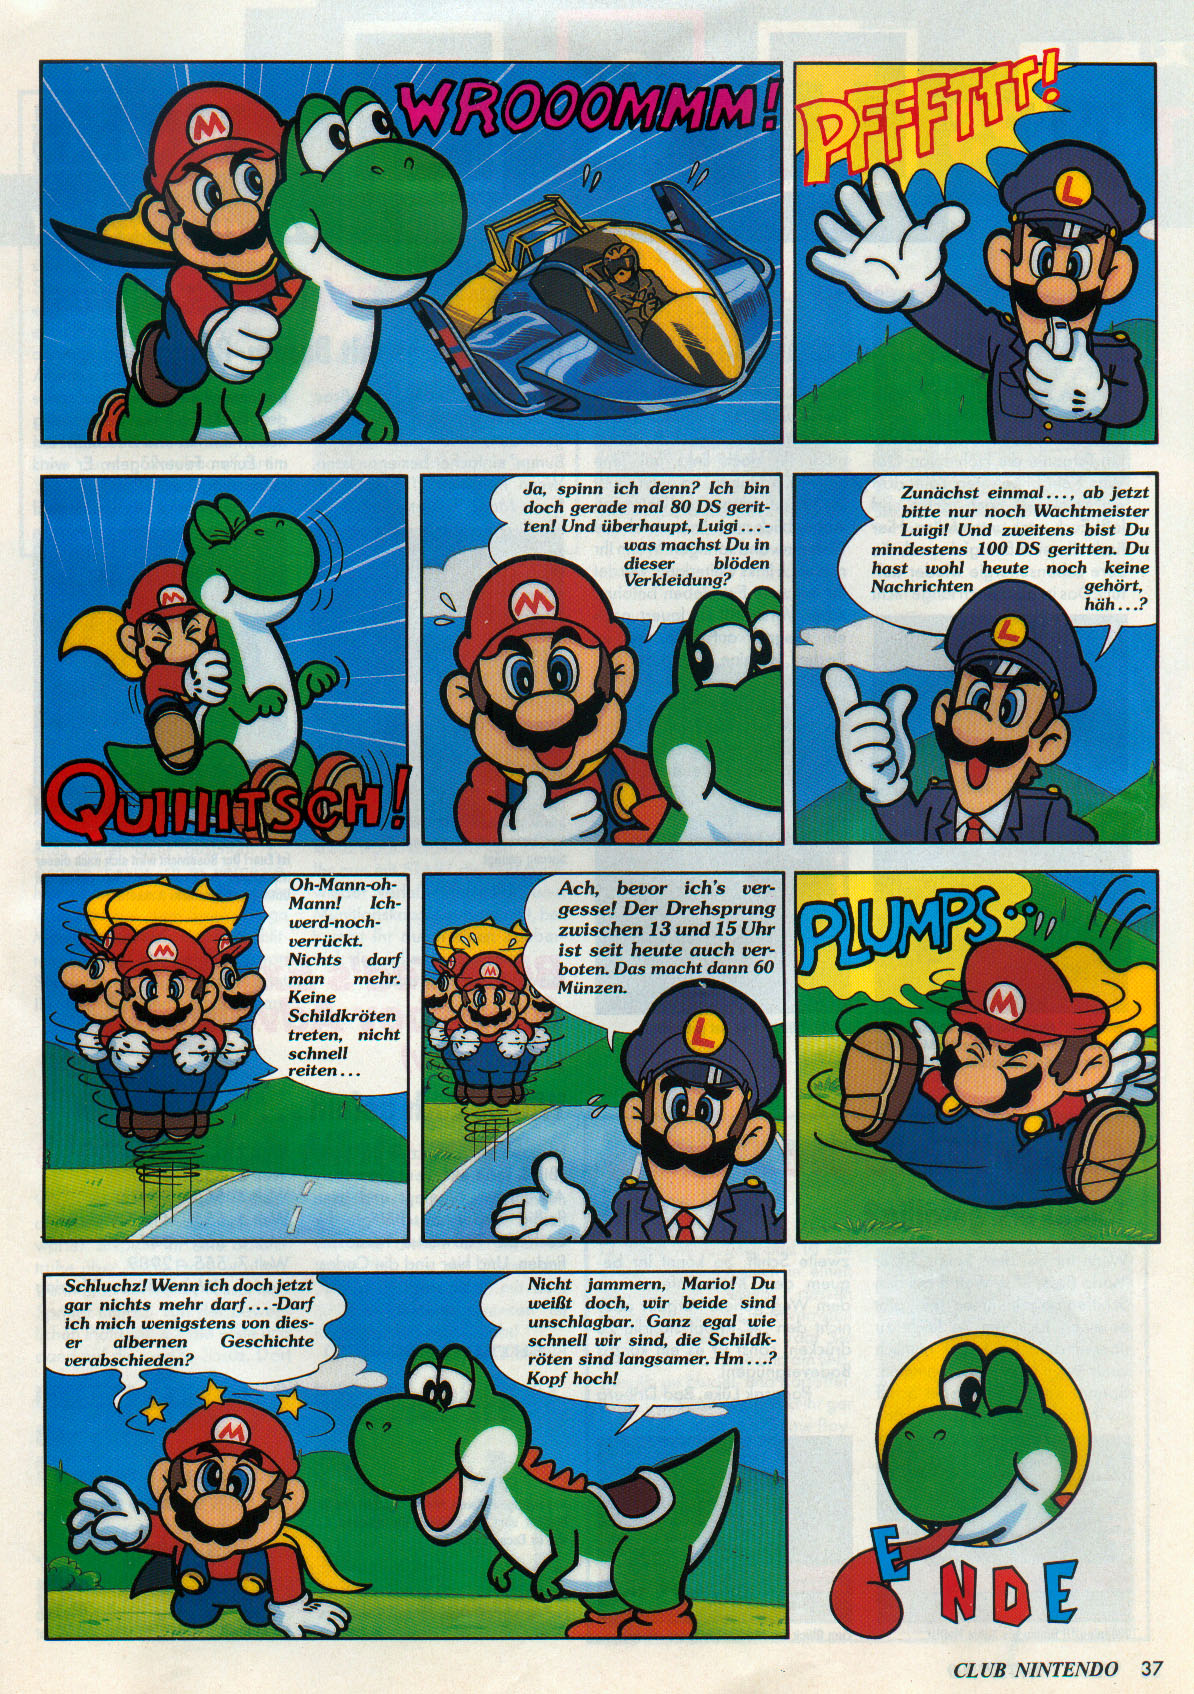 WROOOMMM!
PFFFTTT!
M
L
QUIIIITSCH!
M
Ja, spinn ich denn? Ich bin
doch gerade mal 80 DS gerit-
ten! Und überhaupt, Luigi...-
was machst Du in
dieser blöden
Verkleidung?
M
Zunächst einmal..., ab jetzt
bitte nur noch Wachtmeister
Luigi! Und zweitens bist Du
mindestens 100 DS geritten. Du
hast wohl heute noch keine
Nachrichten gehört,
häh...?
L
Oh-Mann-oh-
Mann! Ich-
werd-noch-
verrückt.
Nichts darf
man mehr.
Keine
Schildkröten
treten, nicht
schnell
reiten...
M
Ach, bevor ich's ver-
gesse! Der Drehsprung
zwischen 13 und 15 Uhr
ist seit heute auch ver-
boten. Das macht dann 60
Münzen.
M
L
PLUMPS...
M
Schluchz! Wenn ich doch jetzt
gar nichts mehr darf...-Darf
ich mich wenigstens von dies-
er albernen Geschichte
verabschieden?
M
Nicht jammern, Mario! Du
weißt doch, wir beide sind
unschlagbar. Ganz egal wie
schnell wir sind, die Schildk-
röten sind langsamer. Hm...?
Kopf hoch!
ENDE
CLUB NINTENDO 37